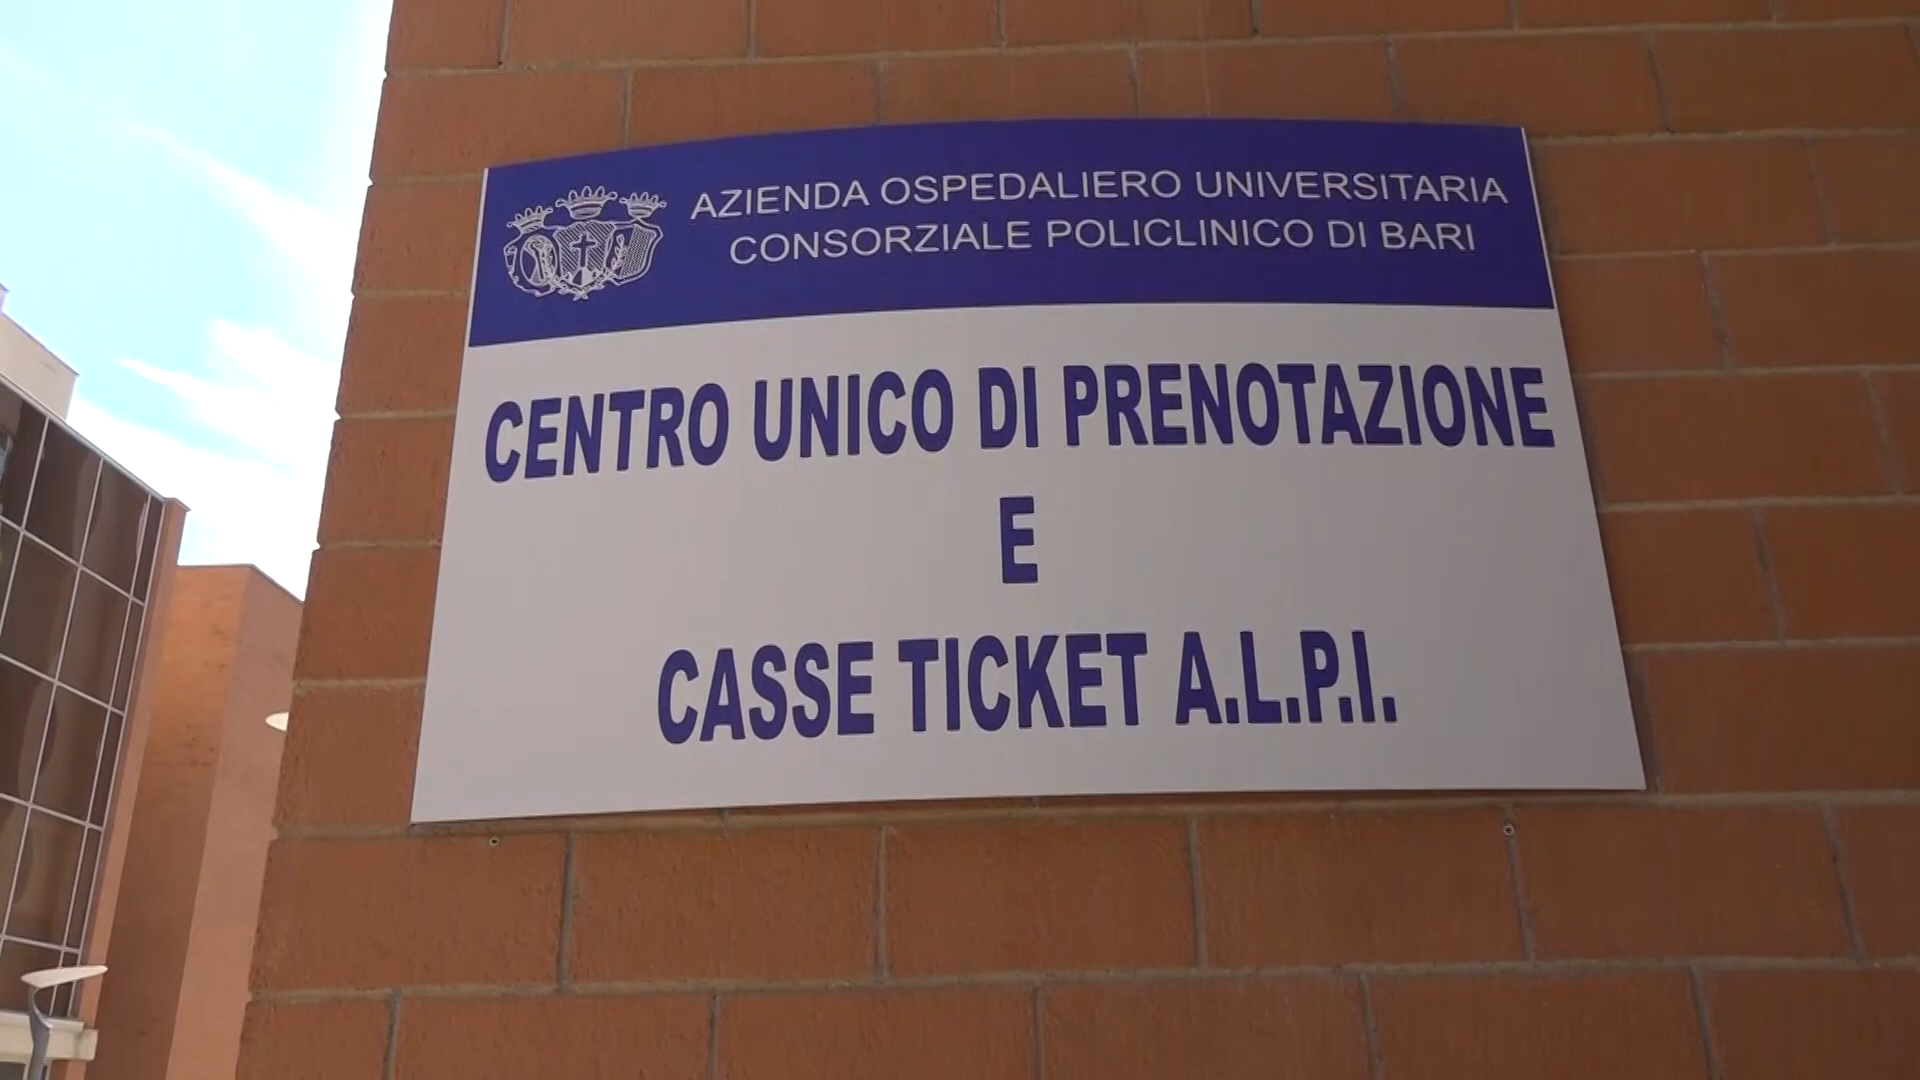 AZIENDA OSPEDALIERO UNIVERSITARIA
CONSORZIALE POLICLINICO DI BARI
CENTRO UNICO DI PRENOTAZIONE
E
CASSE TICKET A.L.P.I.